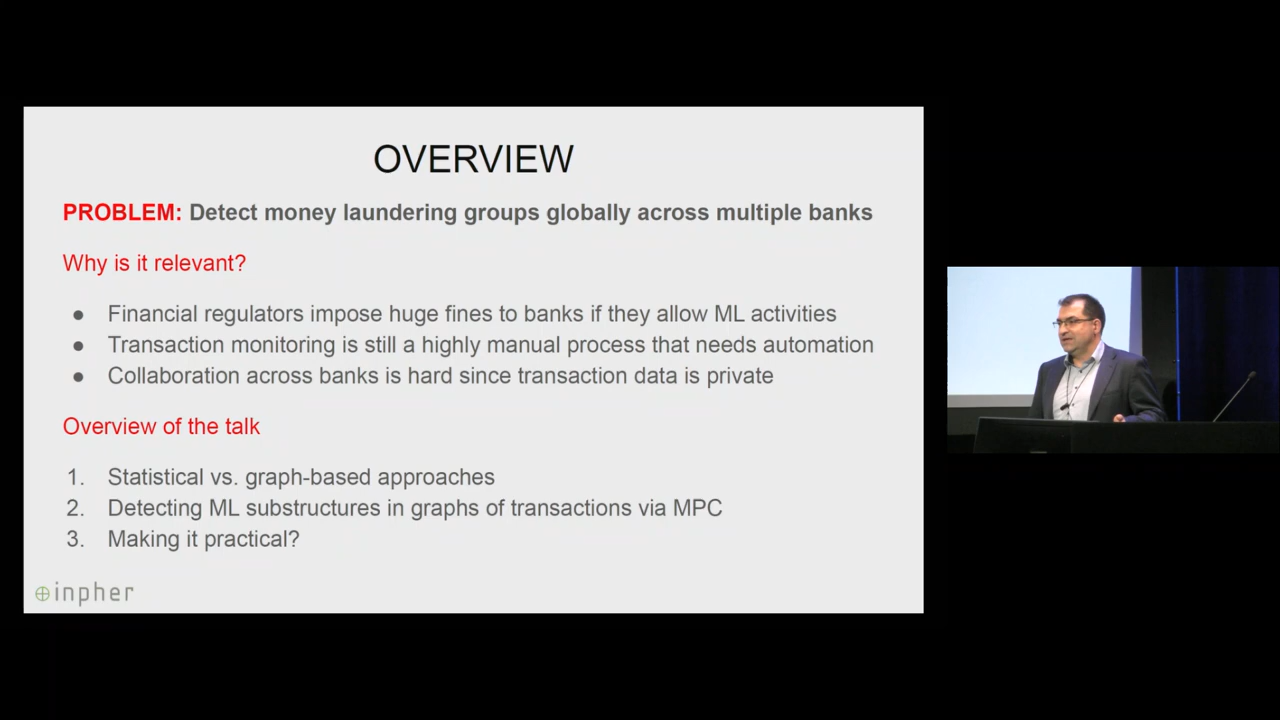 OVERVIEW
PROBLEM: Detect money laundering groups globally across multiple banks
Why is it relevant?
● Financial regulators impose huge fines to banks if they allow ML activities
● Transaction monitoring is still a highly manual process that needs automation
● Collaboration across banks is hard since transaction data is private
Overview of the talk
1. Statistical vs. graph-based approaches
2. Detecting ML substructures in graphs of transactions via MPC
3. Making it practical?
inpher